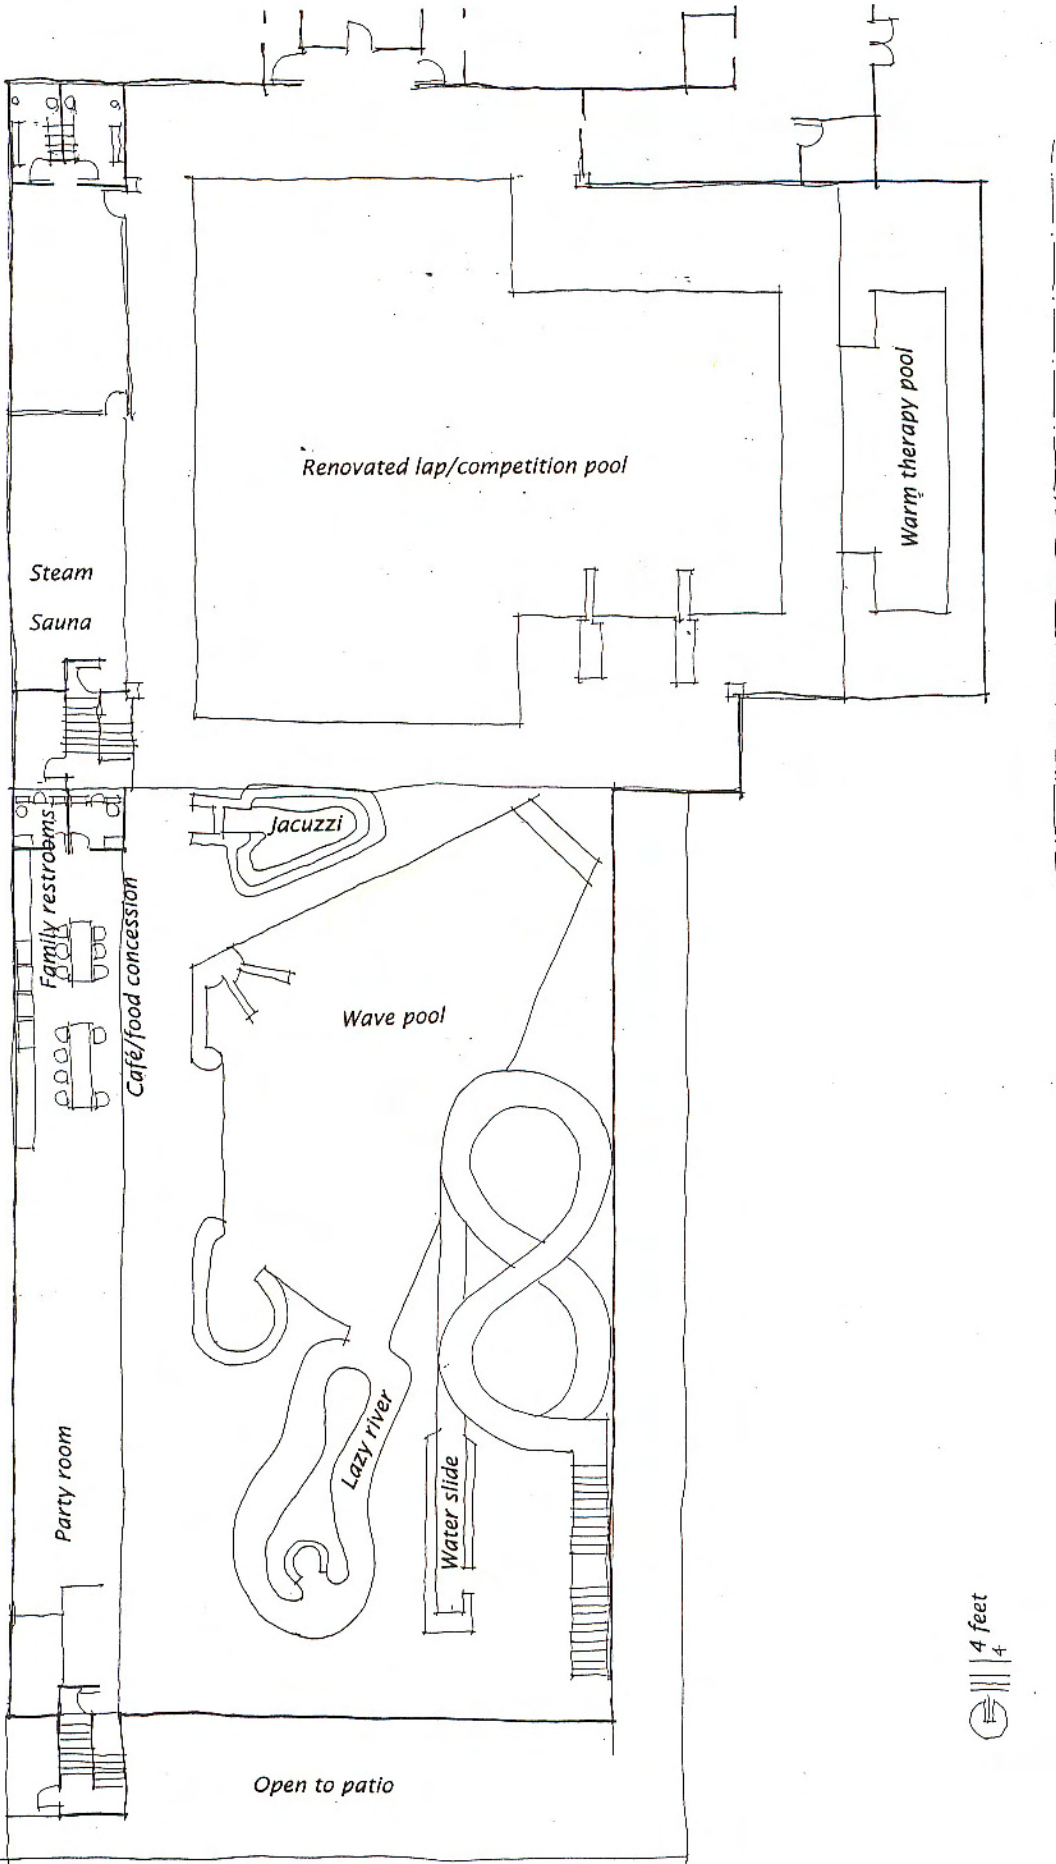 Renovated lap/competition pool
Warm therapy pool
Steam
Sauna
Jacuzzi
Family restrooms
Café/food concession
Wave pool
Lazy river
Party room
Water slide
4 feet
4
Open to patio